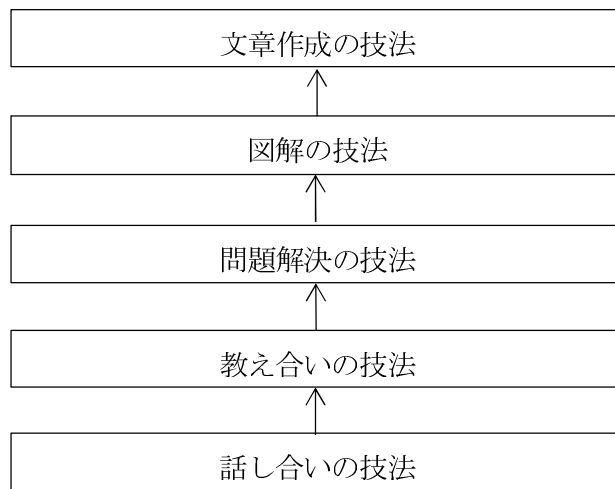 文章作成の技法
図解の技法
問題解決の技法
教え合いの技法
話し合いの技法